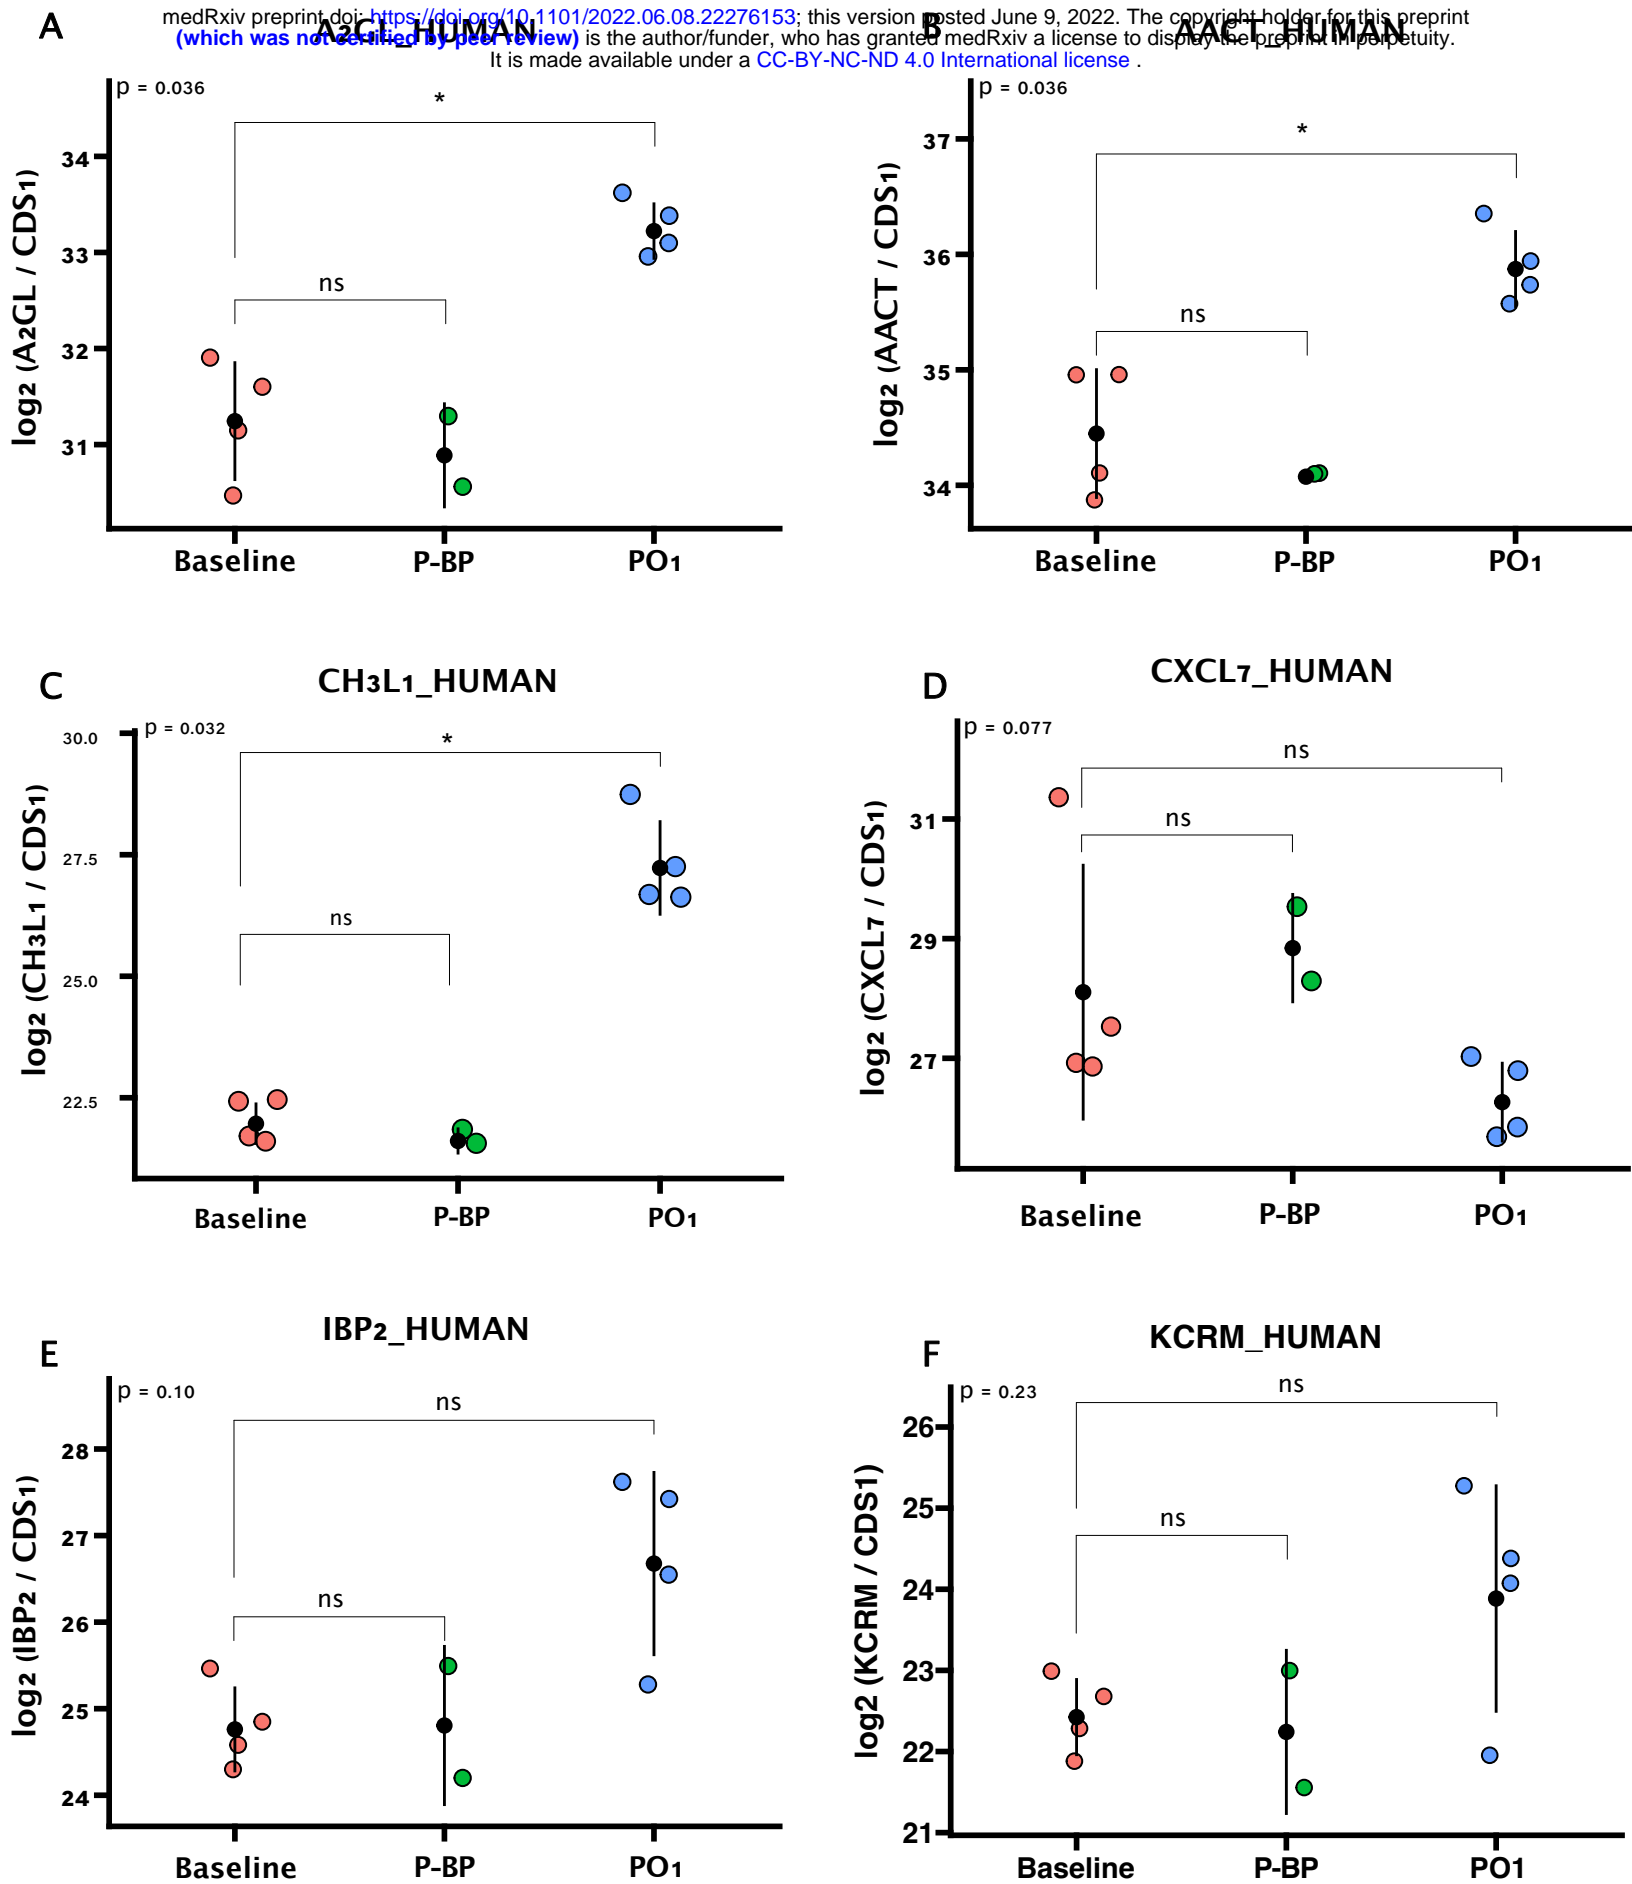 medRxiv preprint doi: https://doi.org/10.1101/2022.06.08.22276153; this version posted June 9, 2022. The copyright holder for this preprint
(which was not certified by peer review) is the author/funder, who has granted medRxiv a license to display the preprint in perpetuity.
It is made available under a CC-BY-NC-ND 4.0 International license .
A
A2GL_HUMAN
p = 0.036
*
ns
log2 (A2GL / CDS1)
34
33
32
31
Baseline P-BP PO1
B
AACT_HUMAN
p = 0.036
*
ns
log2 (AACT / CDS1)
37
36
35
34
Baseline P-BP PO1
C
CH3L1_HUMAN
p = 0.032
*
ns
log2 (CH3L1 / CDS1)
30.0
27.5
25.0
22.5
Baseline P-BP PO1
D
CXCL7_HUMAN
p = 0.077
ns
ns
log2 (CXCL7 / CDS1)
31
29
27
Baseline P-BP PO1
E
IBP2_HUMAN
p = 0.10
ns
ns
log2 (IBP2 / CDS1)
28
27
26
25
24
Baseline P-BP PO1
F
KCRM_HUMAN
p = 0.23
ns
ns
log2 (KCRM / CDS1)
26
25
24
23
22
21
Baseline P-BP PO1